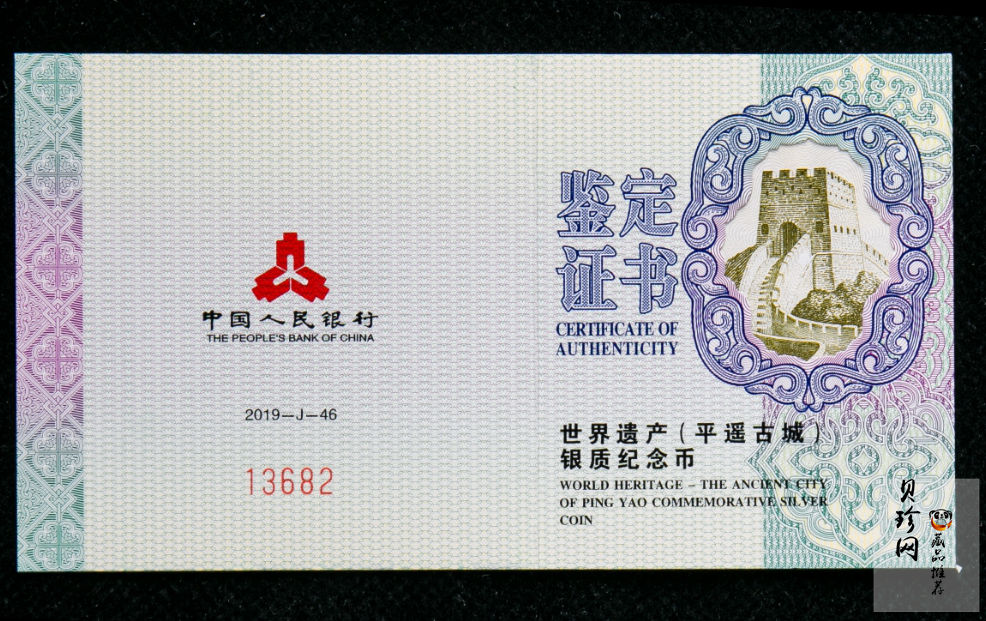 中国人民银行
THE PEOPLE'S BANK OF CHINA
2019—J—46
13682
鉴定
证书
CERTIFICATE OF
AUTHENTICITY
世界遗产（平遥古城）
银质纪念币
WORLD HERITAGE – THE ANCIENT CITY
OF PING YAO COMMEMORATIVE SILVER
COIN
贝珍网
藏品推荐